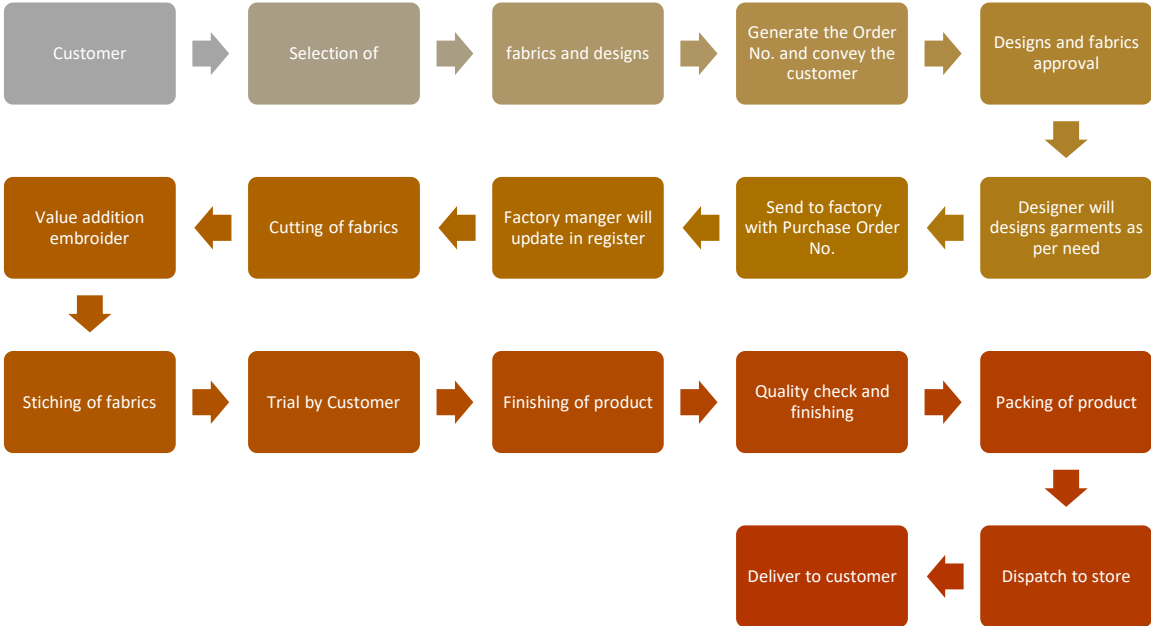 Customer
Selection of
fabrics and designs
Generate the Order
No. and convey the
customer
Designs and fabrics
approval
Designer will
designs garments as
per need
Send to factory
with Purchase Order
No.
Factory manger will
update in register
Cutting of fabrics
Value addition
embroider
Stiching of fabrics
Trial by Customer
Finishing of product
Quality check and
finishing
Packing of product
Dispatch to store
Deliver to customer